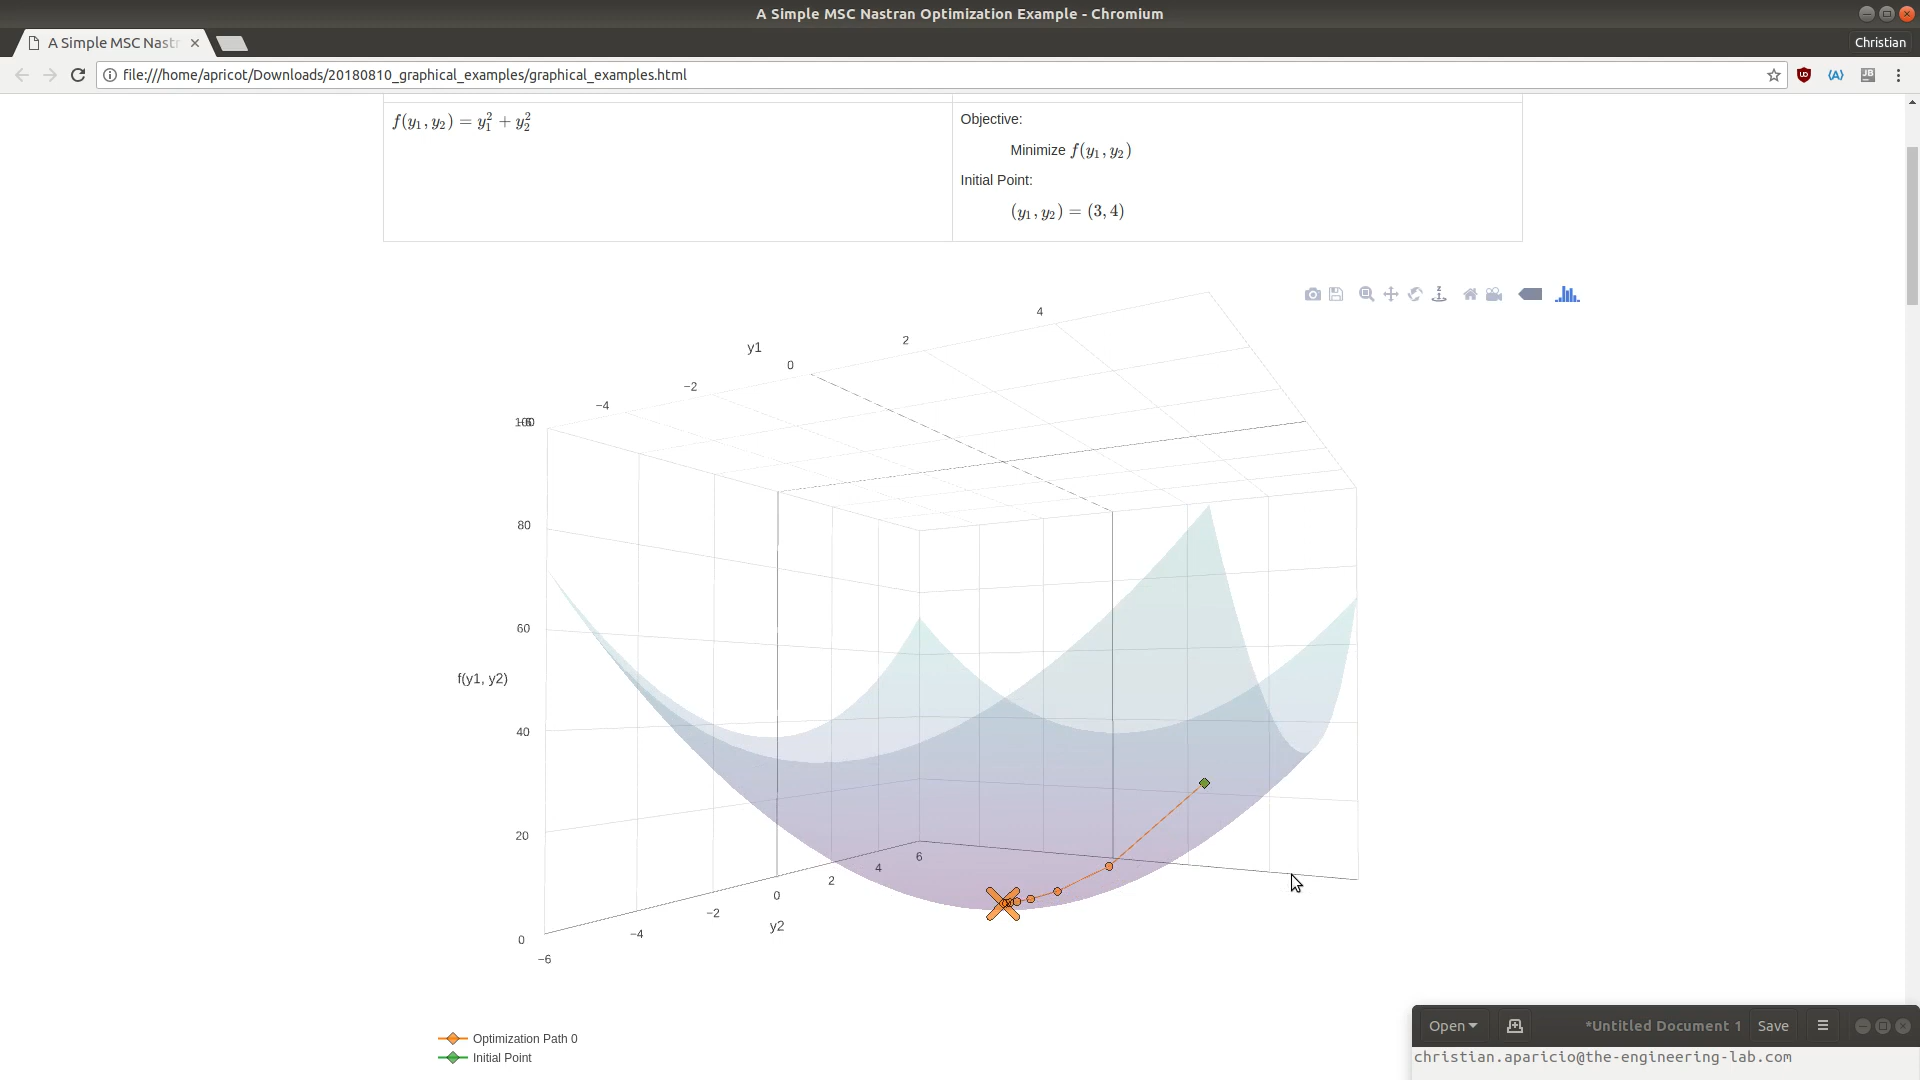 A Simple MSC Nastran Optimization Example - Chromium
A Simple MSC Nastr
Christian
file:///home/apricot/Downloads/20180810_graphical_examples/graphical_examples.html
f(y₁, y₂) = y₁² + y₂²
Objective:
Minimize f(y₁, y₂)
Initial Point:
(y₁, y₂) = (3, 4)
4
2
y1
0
−2
−4
80
60
f(y1, y2)
40
20
0
6
4
2
0
−2
y2
−4
−6
Optimization Path 0
Initial Point
Open
*Untitled Document 1
Save
christian.aparicio@the-engineering-lab.com